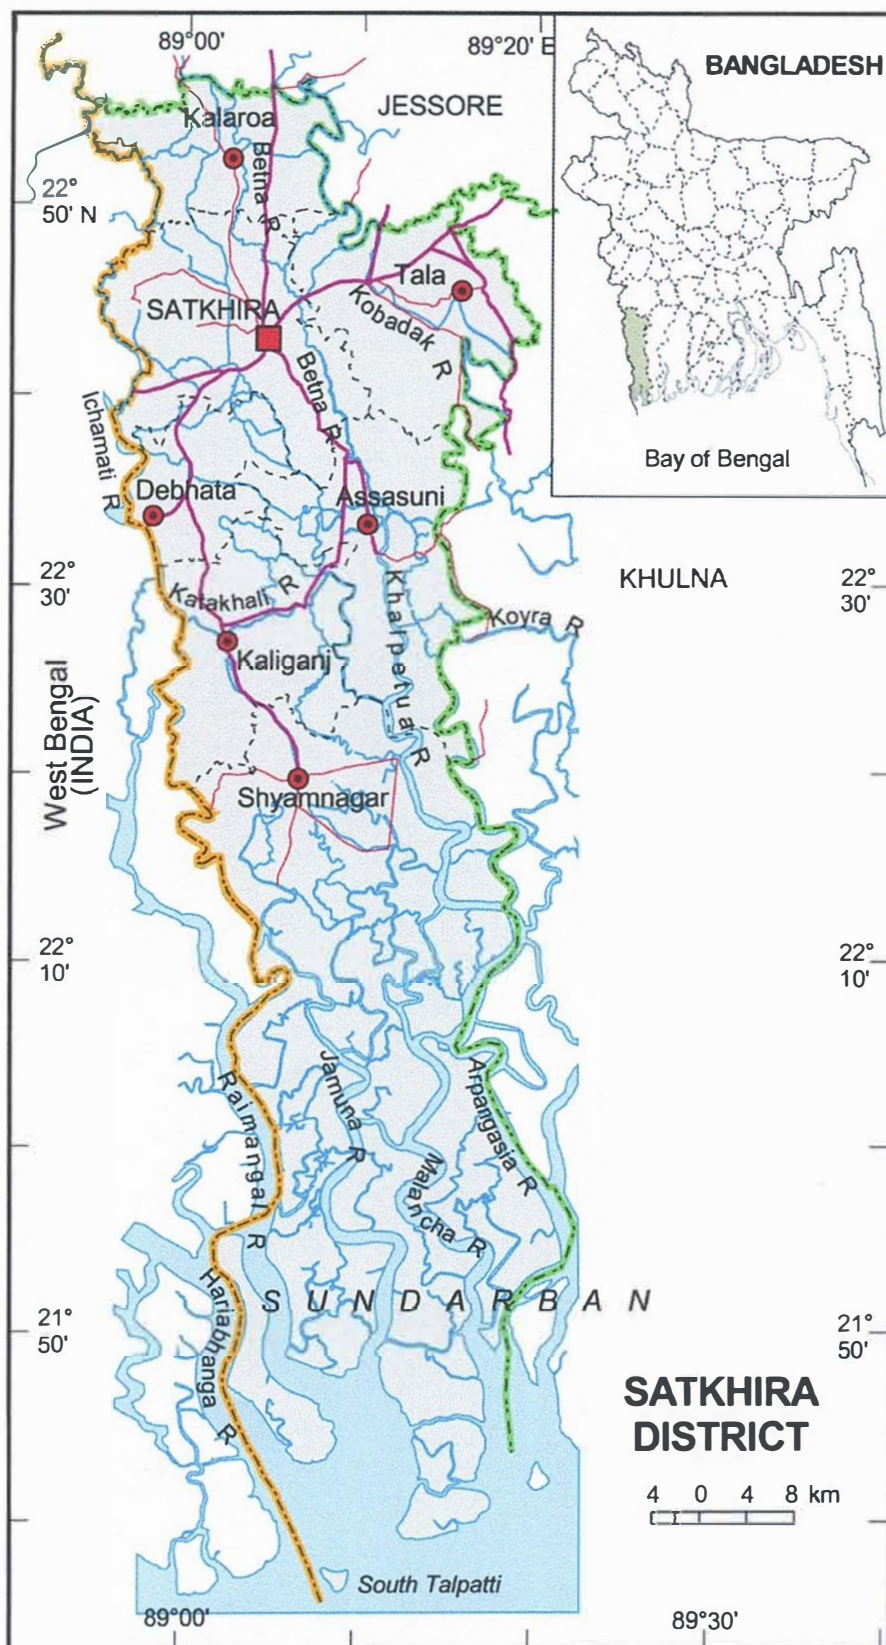 89°00'
89°20' E
BANGLADESH
JESSORE
Kalaroa
Betna R
22°
50' N
Tala
SATKHIRA
Kobadak R
Betna R
Ichamati R
Bay of Bengal
Debhata
Assasuni
22°
30'
KHULNA
22°
30'
Kafakhali R
Khalpetua R
Koyra R
Kaliganj
West Bengal
(INDIA)
Shyamnagar
22°
10'
22°
10'
Jamuna R
Arpangasia R
Raimangal R
Malancha R
Hariabhanga R
SUNDARBAN
21°
50'
21°
50'
SATKHIRA
DISTRICT
4 0 4 8 km
South Talpatti
89°00'
89°30'